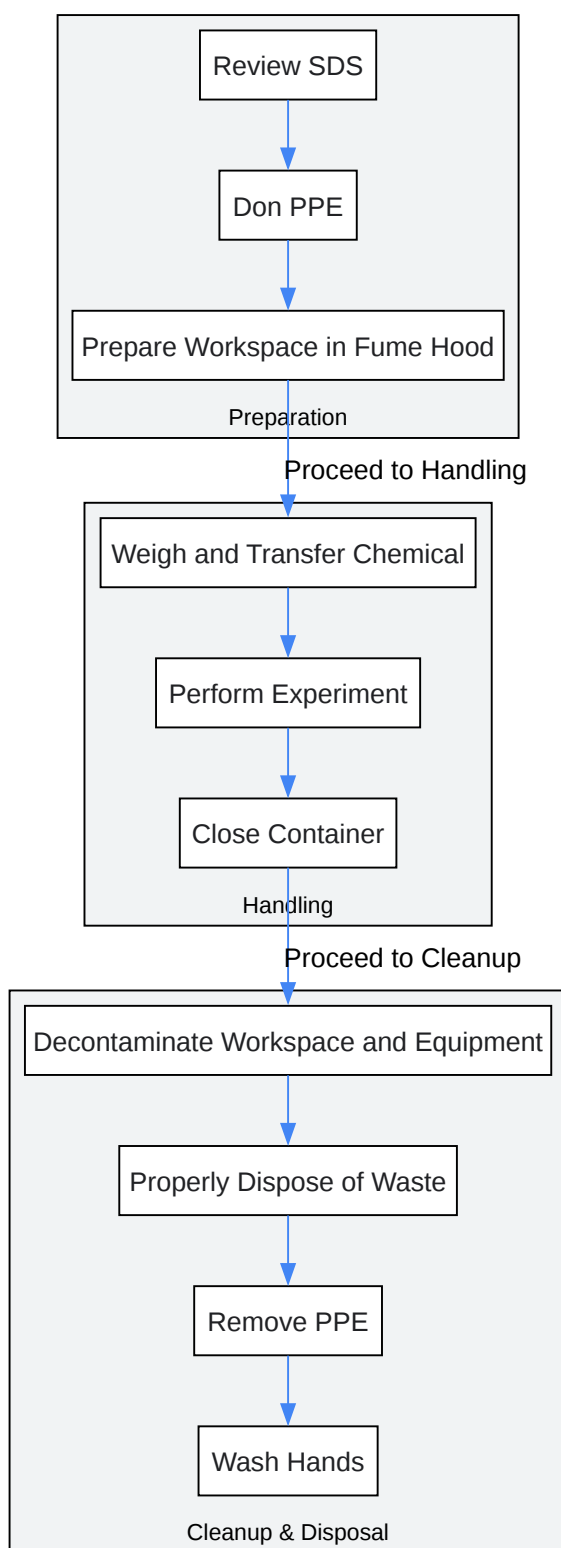 Review SDS
Don PPE
Prepare Workspace in Fume Hood
Preparation
Proceed to Handling
Weigh and Transfer Chemical
Perform Experiment
Close Container
Handling
Proceed to Cleanup
Decontaminate Workspace and Equipment
Properly Dispose of Waste
Remove PPE
Wash Hands
Cleanup & Disposal